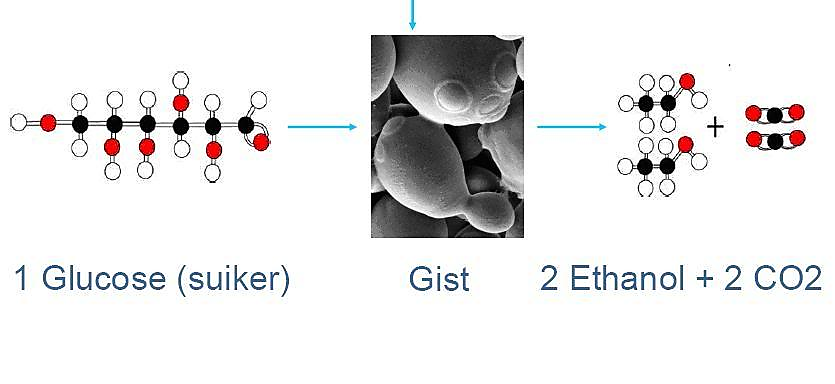 +
1 Glucose (suiker)
Gist
2 Ethanol + 2 CO2